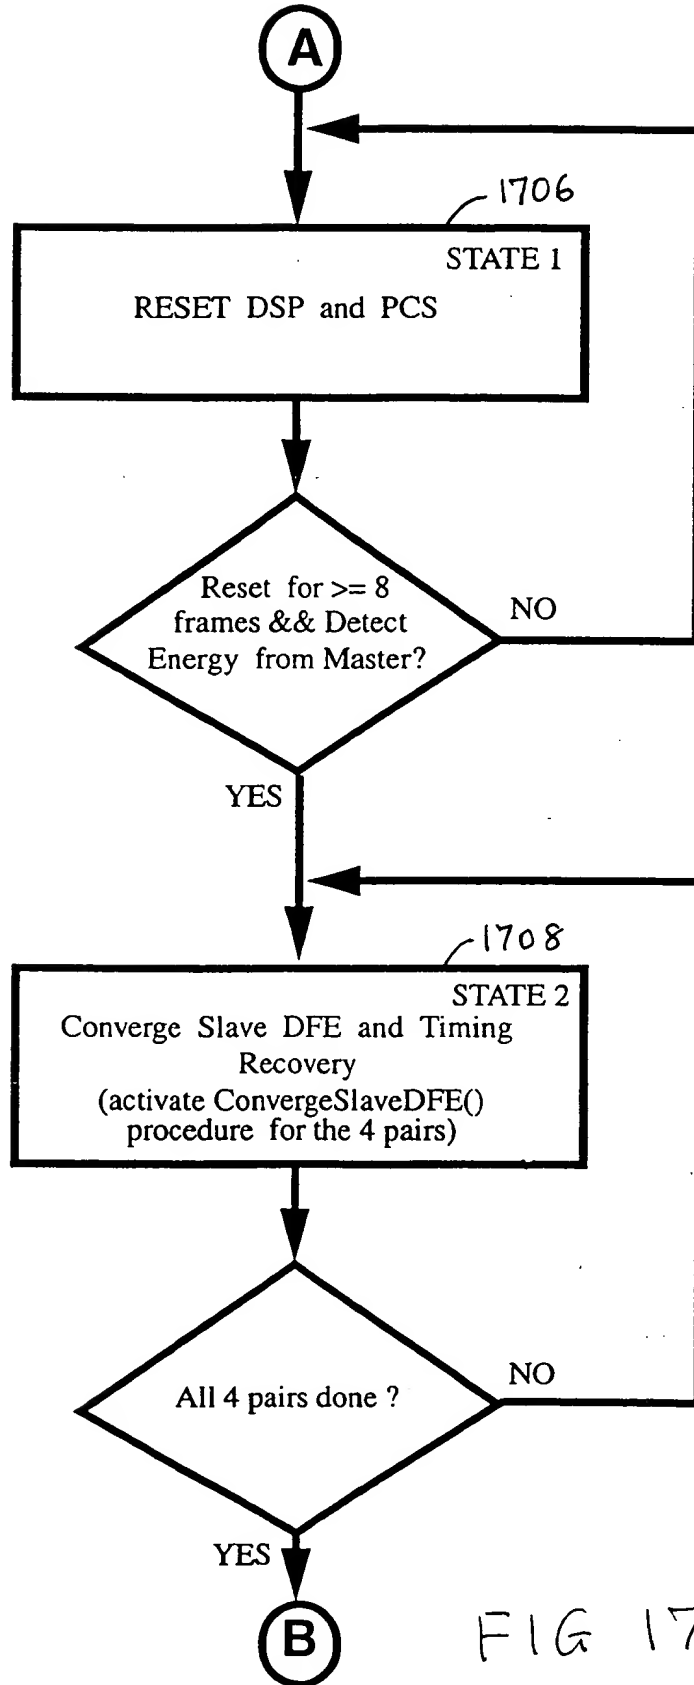 A
1706
STATE 1
RESET DSP and PCS
Reset for >= 8
frames && Detect
Energy from Master?
NO
YES
1708
STATE 2
Converge Slave DFE and Timing
Recovery
(activate ConvergeSlaveDFE()
procedure for the 4 pairs)
All 4 pairs done ?
NO
YES
B
FIG 17